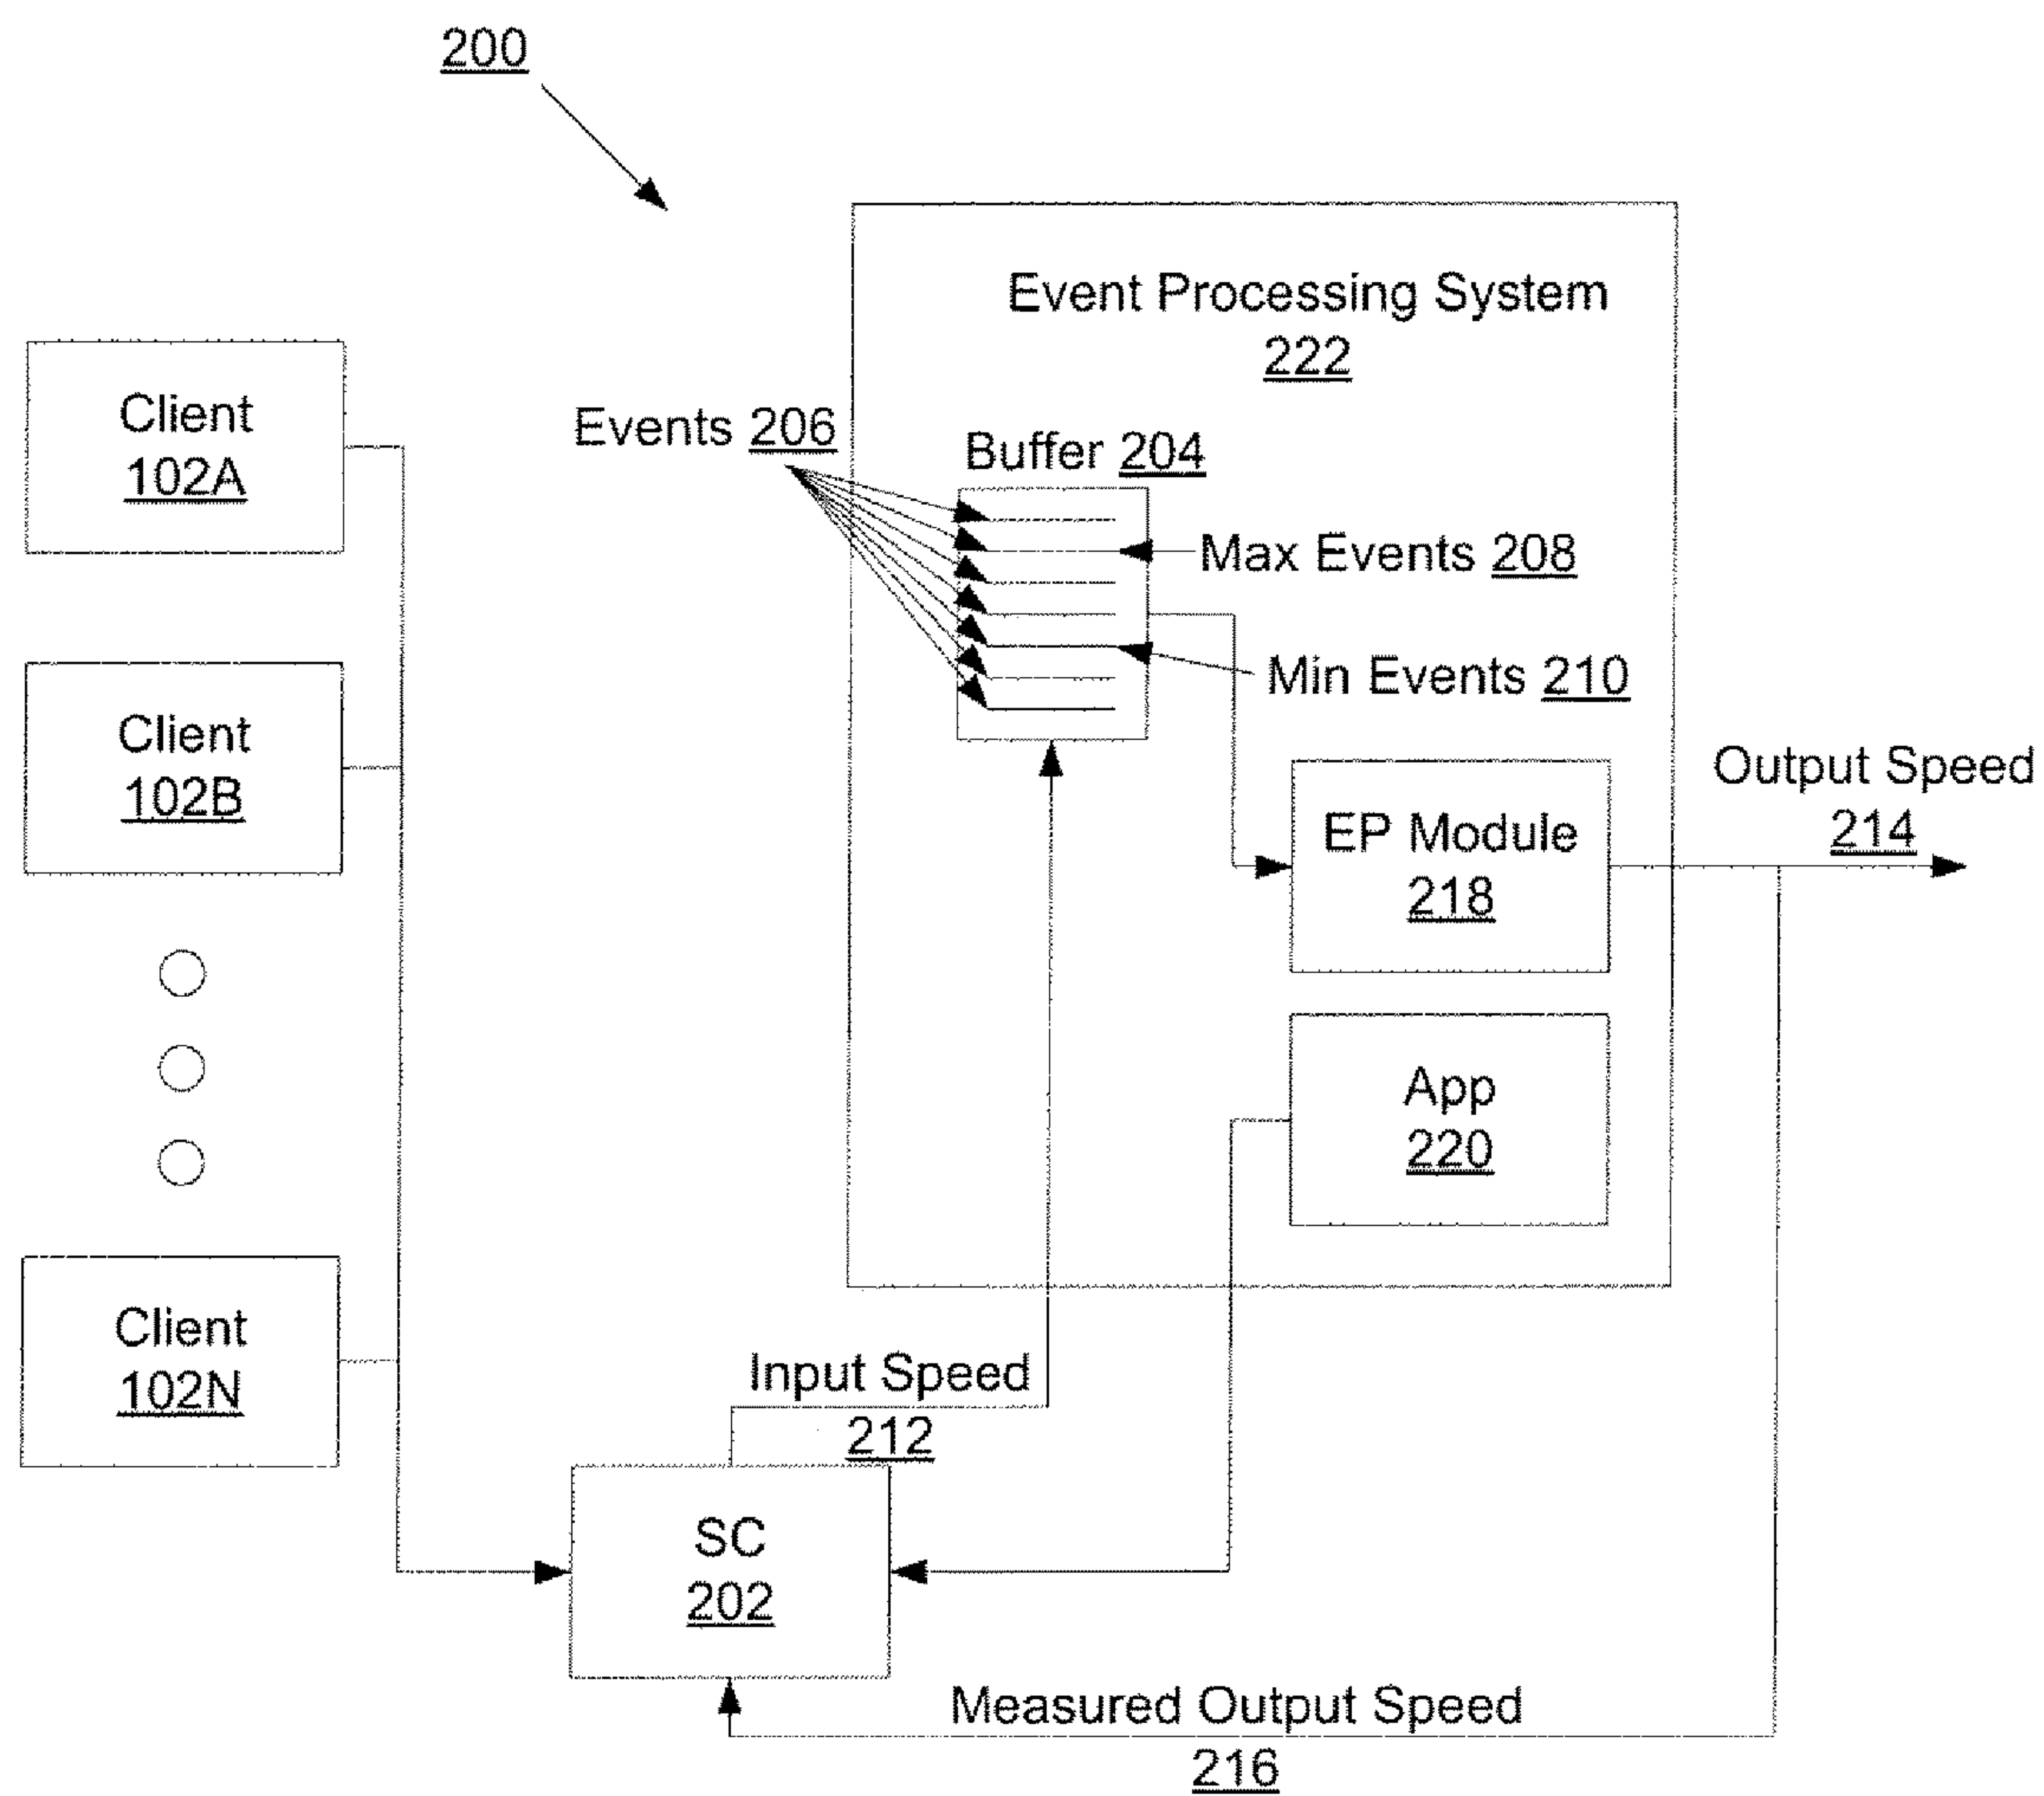 200
Event Processing System
222
Client
102A
Events 206
Buffer 204
Max Events 208
Min Events 210
Client
102B
Output Speed
214
EP Module
218
App
220
Client
102N
Input Speed
212
SC
202
Measured Output Speed
216